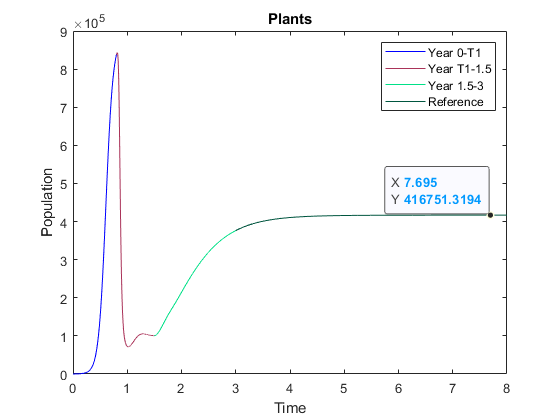 Plants
×10⁵
9
8
7
6
5
4
3
2
1
0
Population
Year 0-T1
Year T1-1.5
Year 1.5-3
Reference
X 7.695
Y 416751.3194
0 1 2 3 4 5 6 7 8
Time